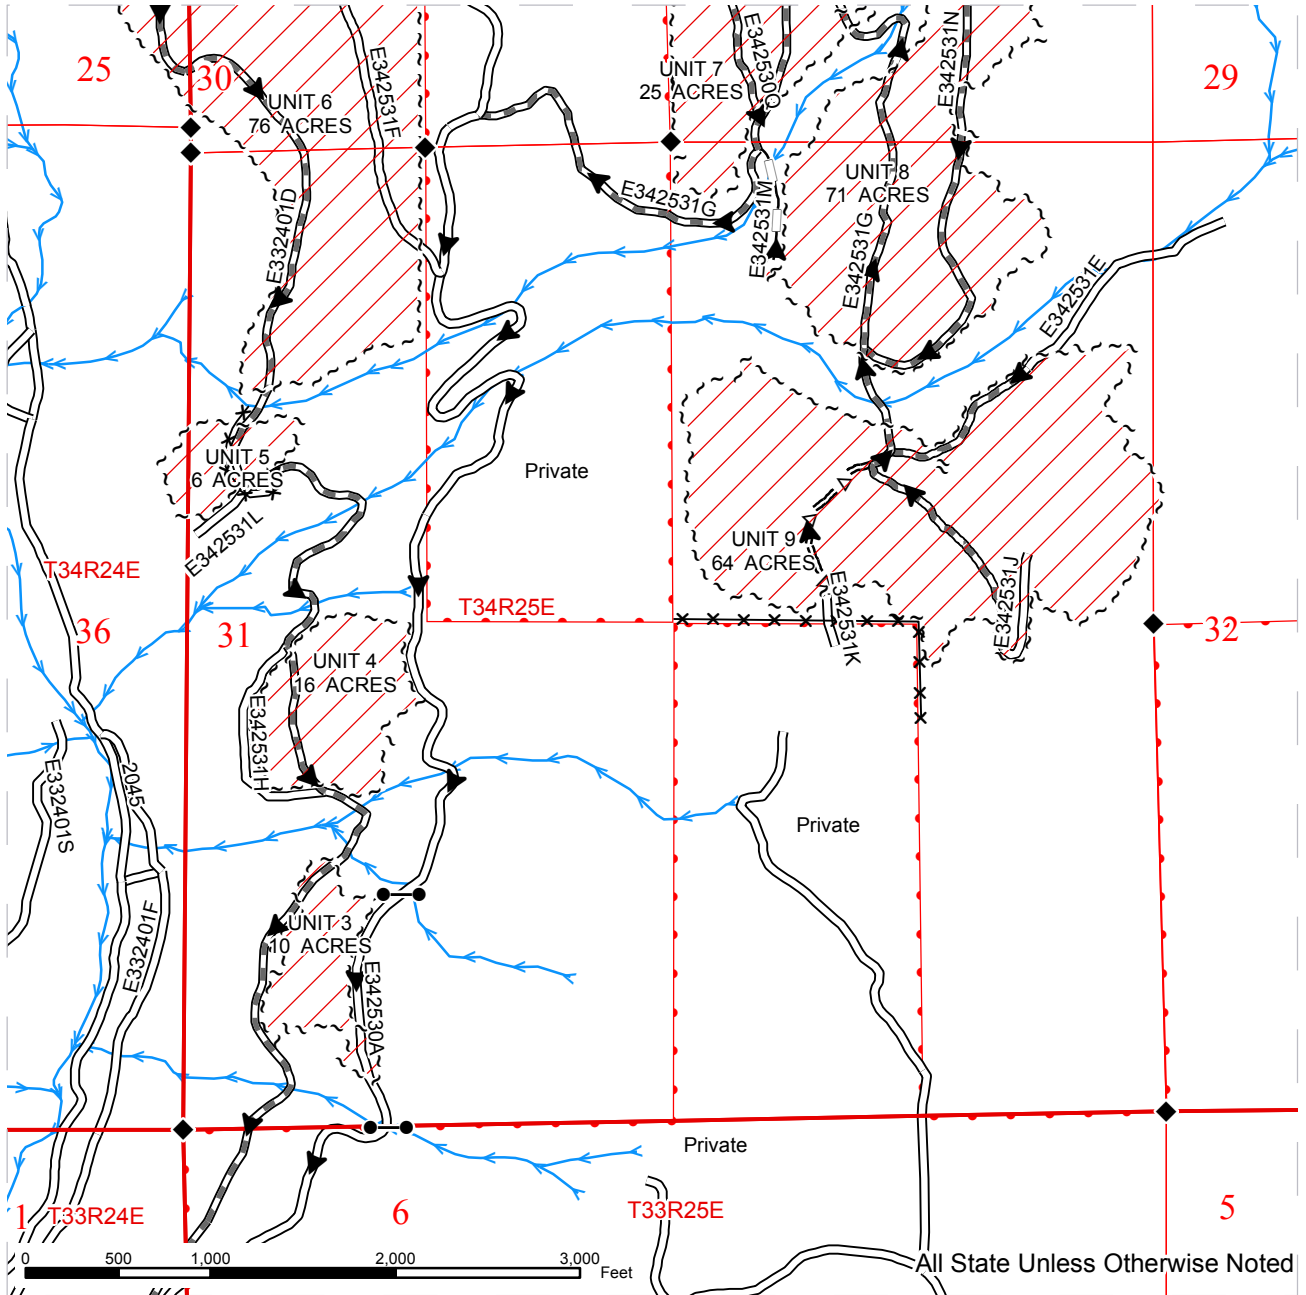 25
30
UNIT 6
76 ACRES
E342531F
UNIT 7
25 ACRES
E342530Q
E342531N
29
E332401D
E342531G
E342531M
UNIT 8
71 ACRES
E342531G
E342531E
UNIT 5
6 ACRES
E342531L
Private
UNIT 9
64 ACRES
T34R24E
T34R25E
E342531K
E342531J
36
31
32
UNIT 4
16 ACRES
E342531H
E332401S
2045
Private
UNIT 3
10 ACRES
E332401F
E342530A
Private
1
T33R24E
6
T33R25E
5
0 500 1,000 2,000 3,000
Feet
All State Unless Otherwise Noted